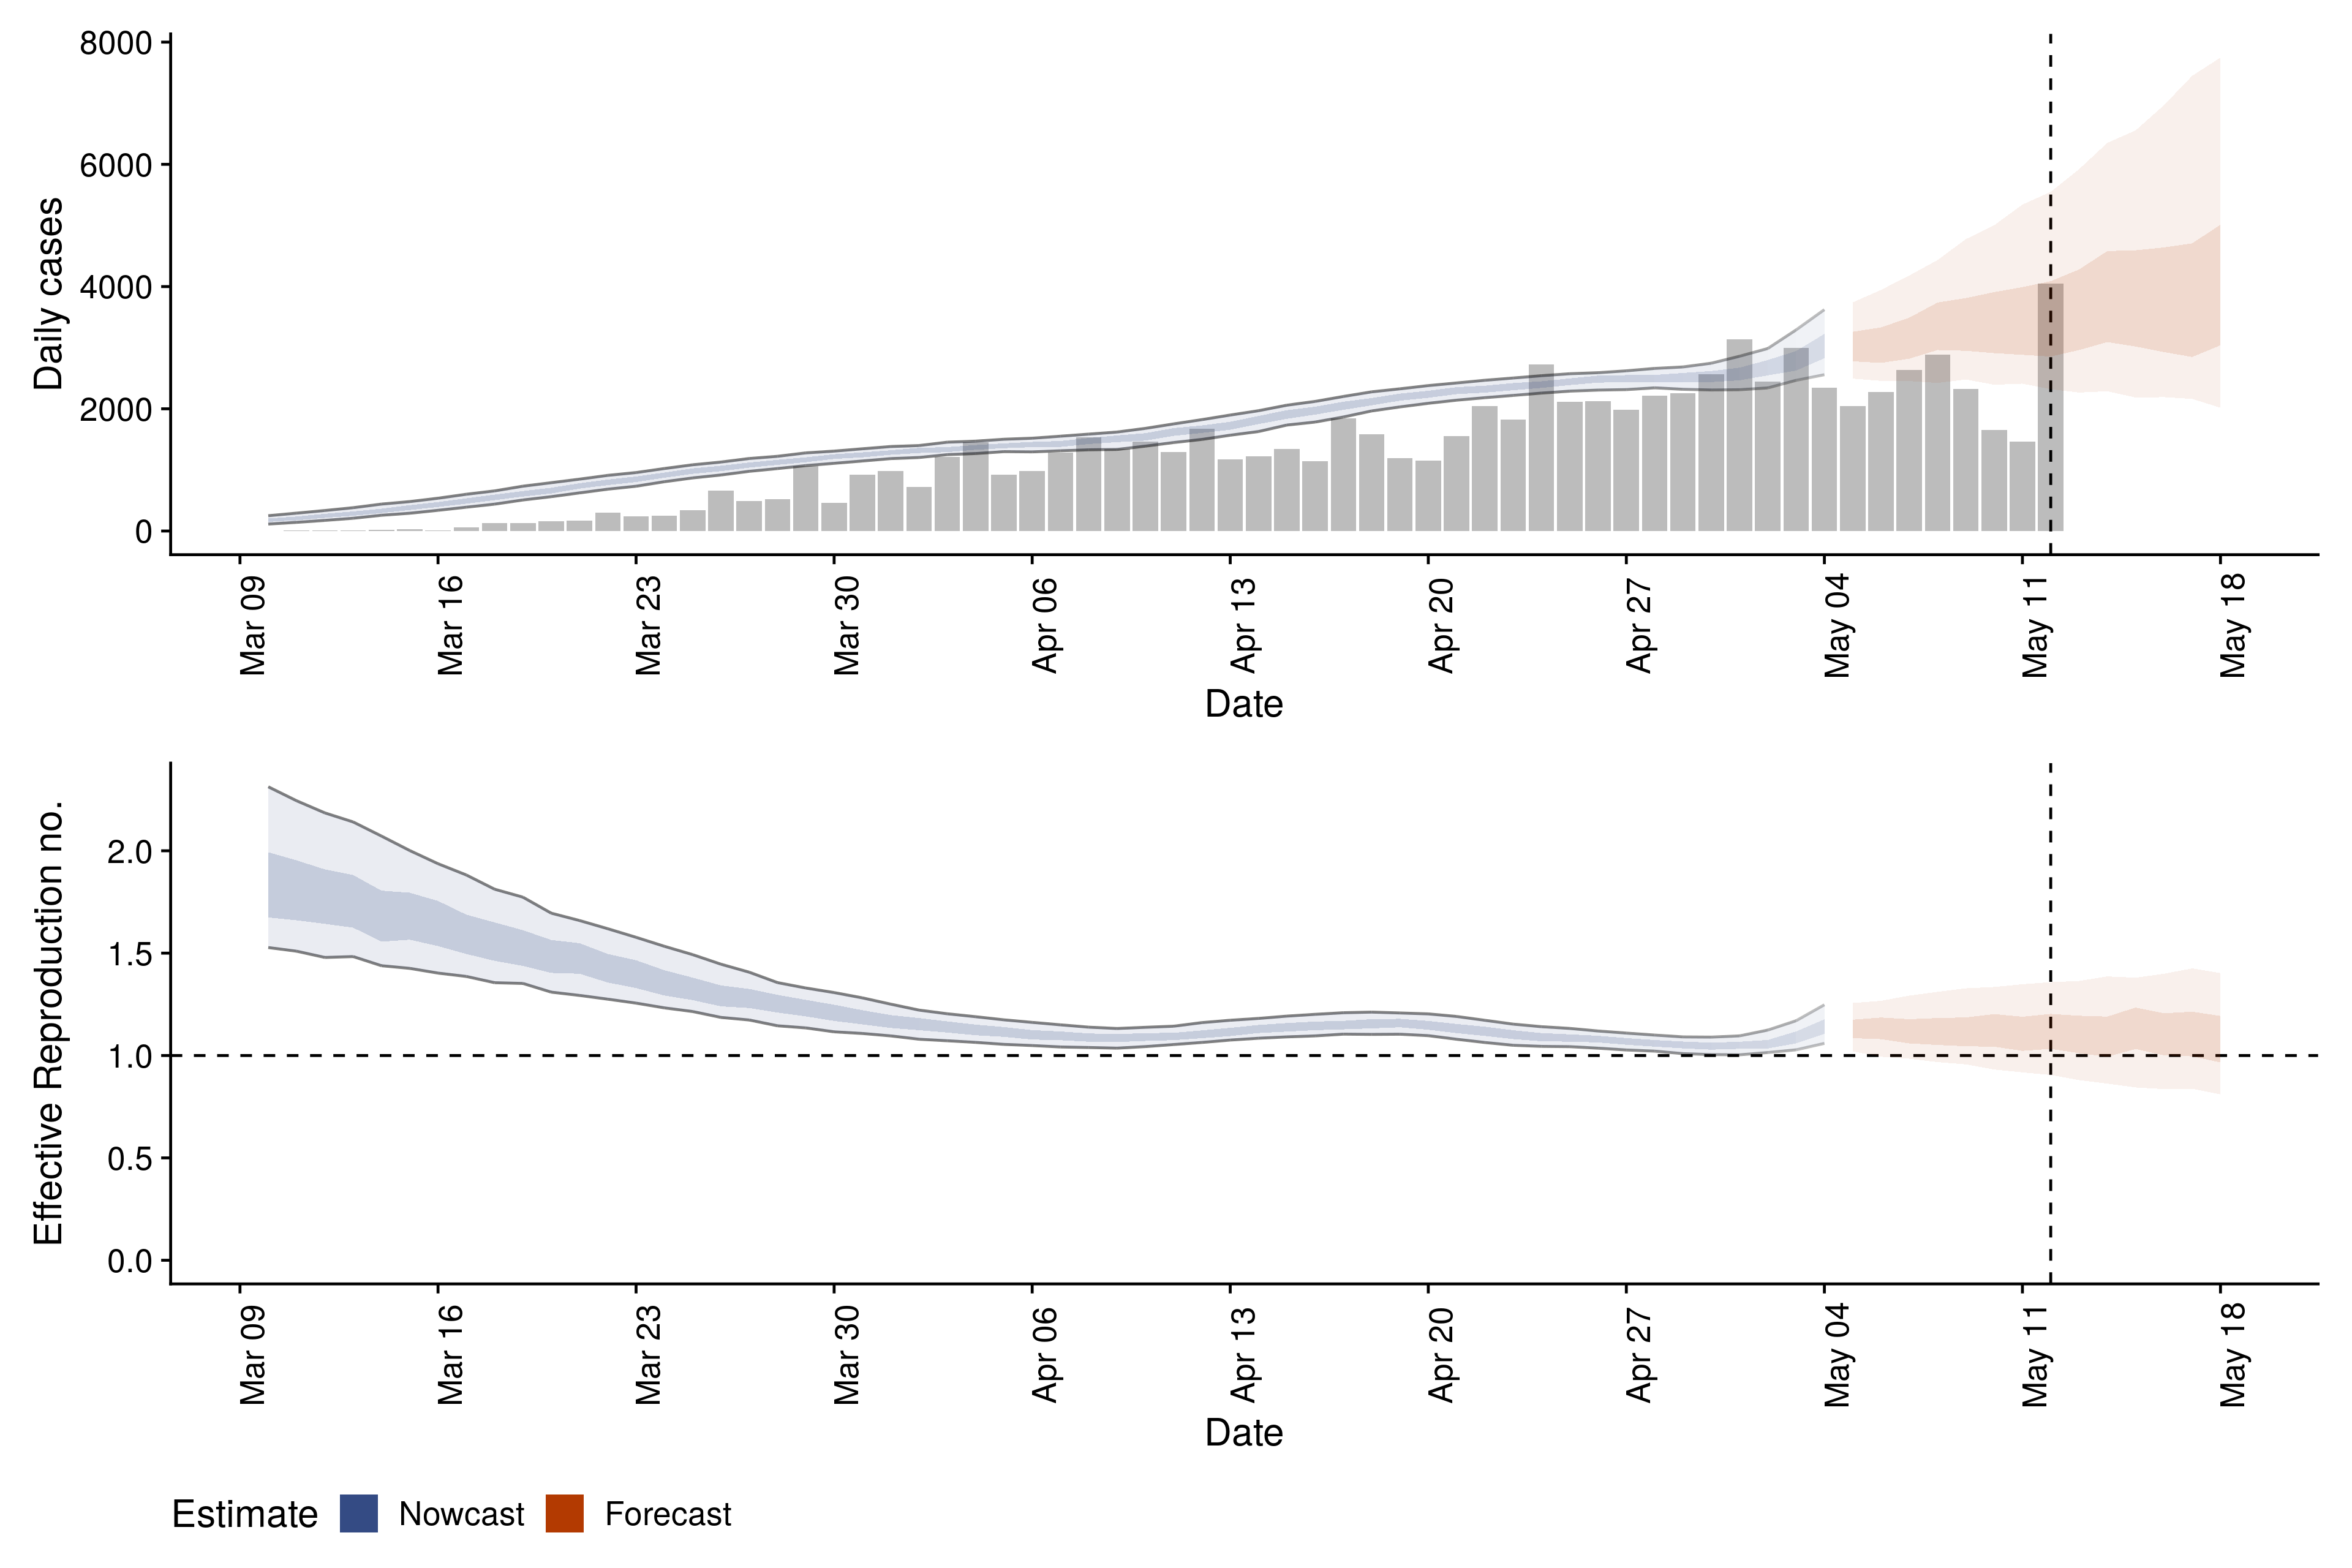 Daily cases
8000
6000
4000
2000
0
Mar 09 Mar 16 Mar 23 Mar 30 Apr 06 Apr 13 Apr 20 Apr 27 May 04 May 11 May 18
Date
Effective Reproduction no.
2.0
1.5
1.0
0.5
0.0
Mar 09 Mar 16 Mar 23 Mar 30 Apr 06 Apr 13 Apr 20 Apr 27 May 04 May 11 May 18
Date
Estimate Nowcast Forecast